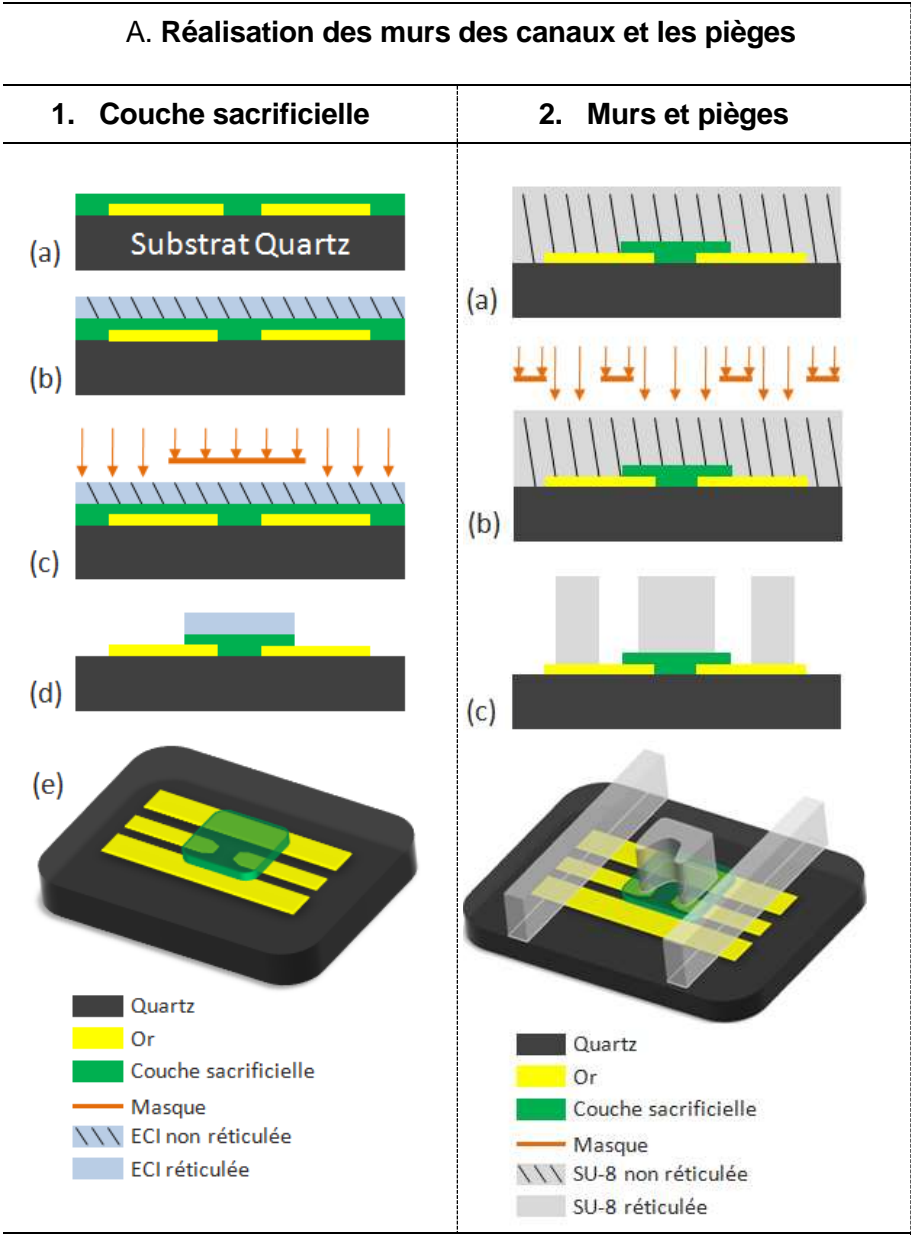 A. Réalisation des murs des canaux et les pièges
1. Couche sacrificielle
(a)
Substrat Quartz
(b)
(c)
(d)
(e)
Quartz
Or
Couche sacrificielle
Masque
ECI non réticulée
ECI réticulée
2. Murs et pièges
(a)
(b)
(c)
Quartz
Or
Couche sacrificielle
Masque
SU-8 non réticulée
SU-8 réticulée